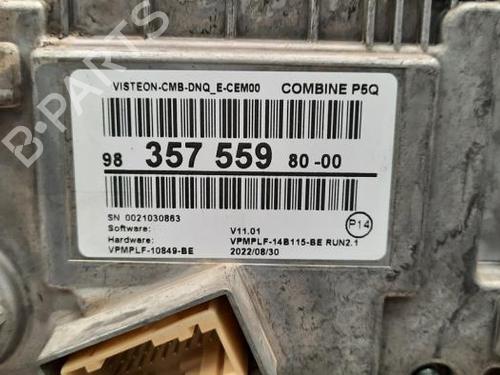 VISTEON-CMB-DNQ_E-CEM00 COMBINE P5Q
98 357 559 80-00
SN 0021030863
Software: V11.01
Hardware: VPMPLF-14B115-BE RUN2.1
VPMPLF-10849-BE 2022/08/30
P14